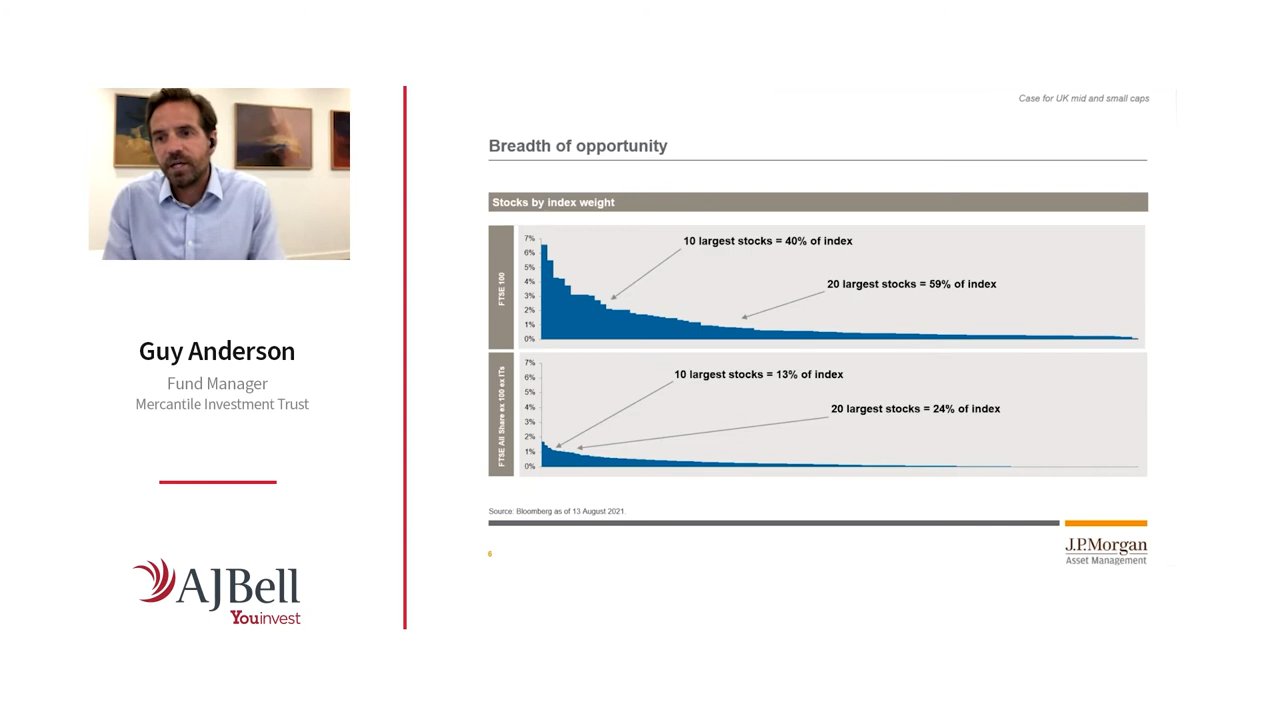 Case for UK mid and small caps
Breadth of opportunity
Stocks by index weight
FTSE 100
7%
6%
5%
4%
3%
2%
1%
0%
10 largest stocks = 40% of index
20 largest stocks = 59% of index
FTSE All Share ex 100 ex ITs
7%
6%
5%
4%
3%
2%
1%
0%
10 largest stocks = 13% of index
20 largest stocks = 24% of index
Source: Bloomberg as of 13 August 2021.
6
J.P.Morgan
Asset Management
Guy Anderson
Fund Manager
Mercantile Investment Trust
AJBell
Youinvest